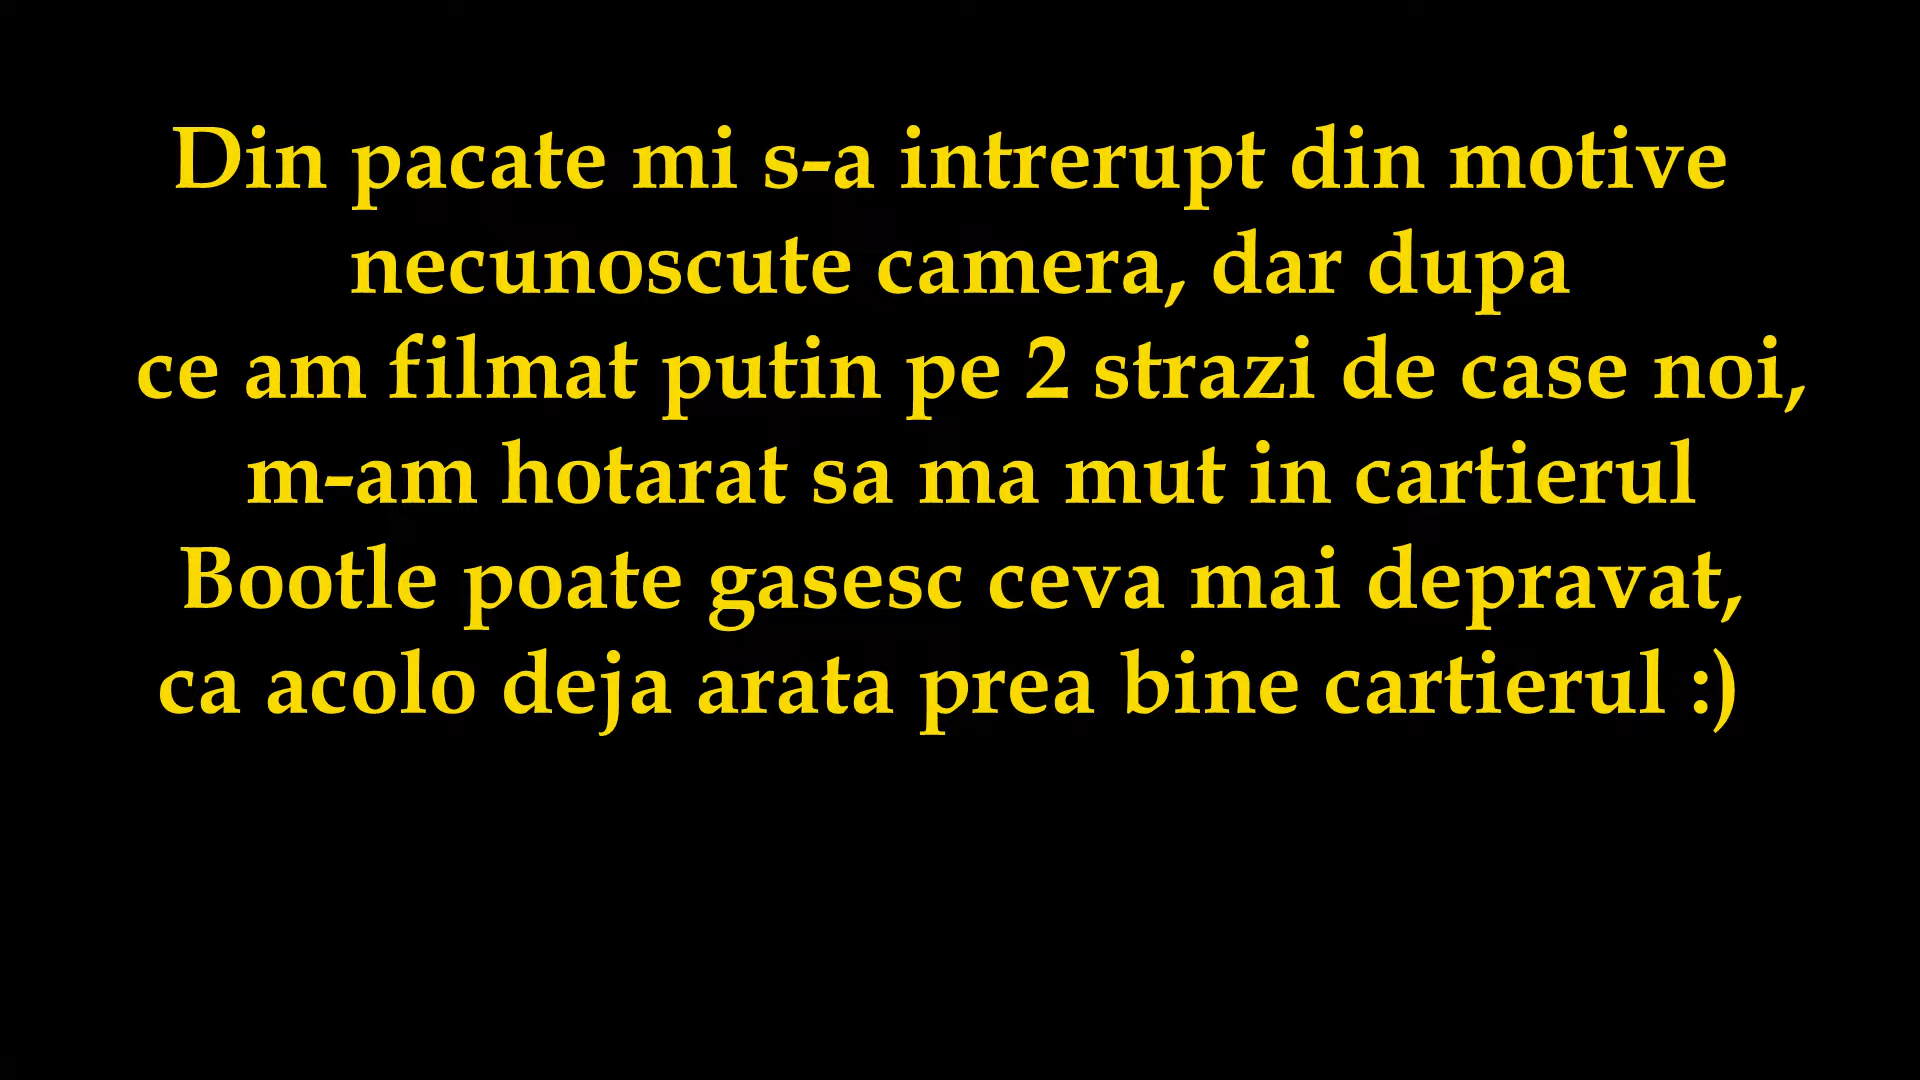 Din pacate mi s-a intrerupt din motive
necunoscute camera, dar dupa
ce am filmat putin pe 2 strazi de case noi,
m-am hotarat sa ma mut in cartierul
Bootle poate gasesc ceva mai depravat,
ca acolo deja arata prea bine cartierul :)